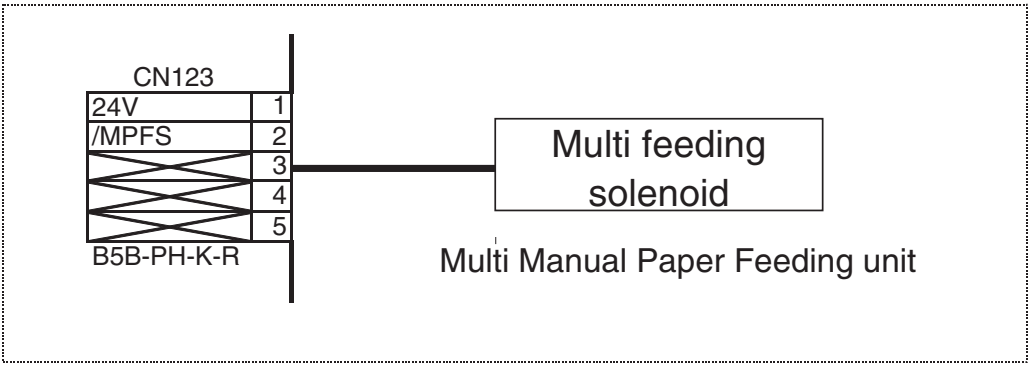 CN123
24V 1
/MPFS 2
3
4
5
B5B-PH-K-R
Multi feeding
solenoid
Multi Manual Paper Feeding unit